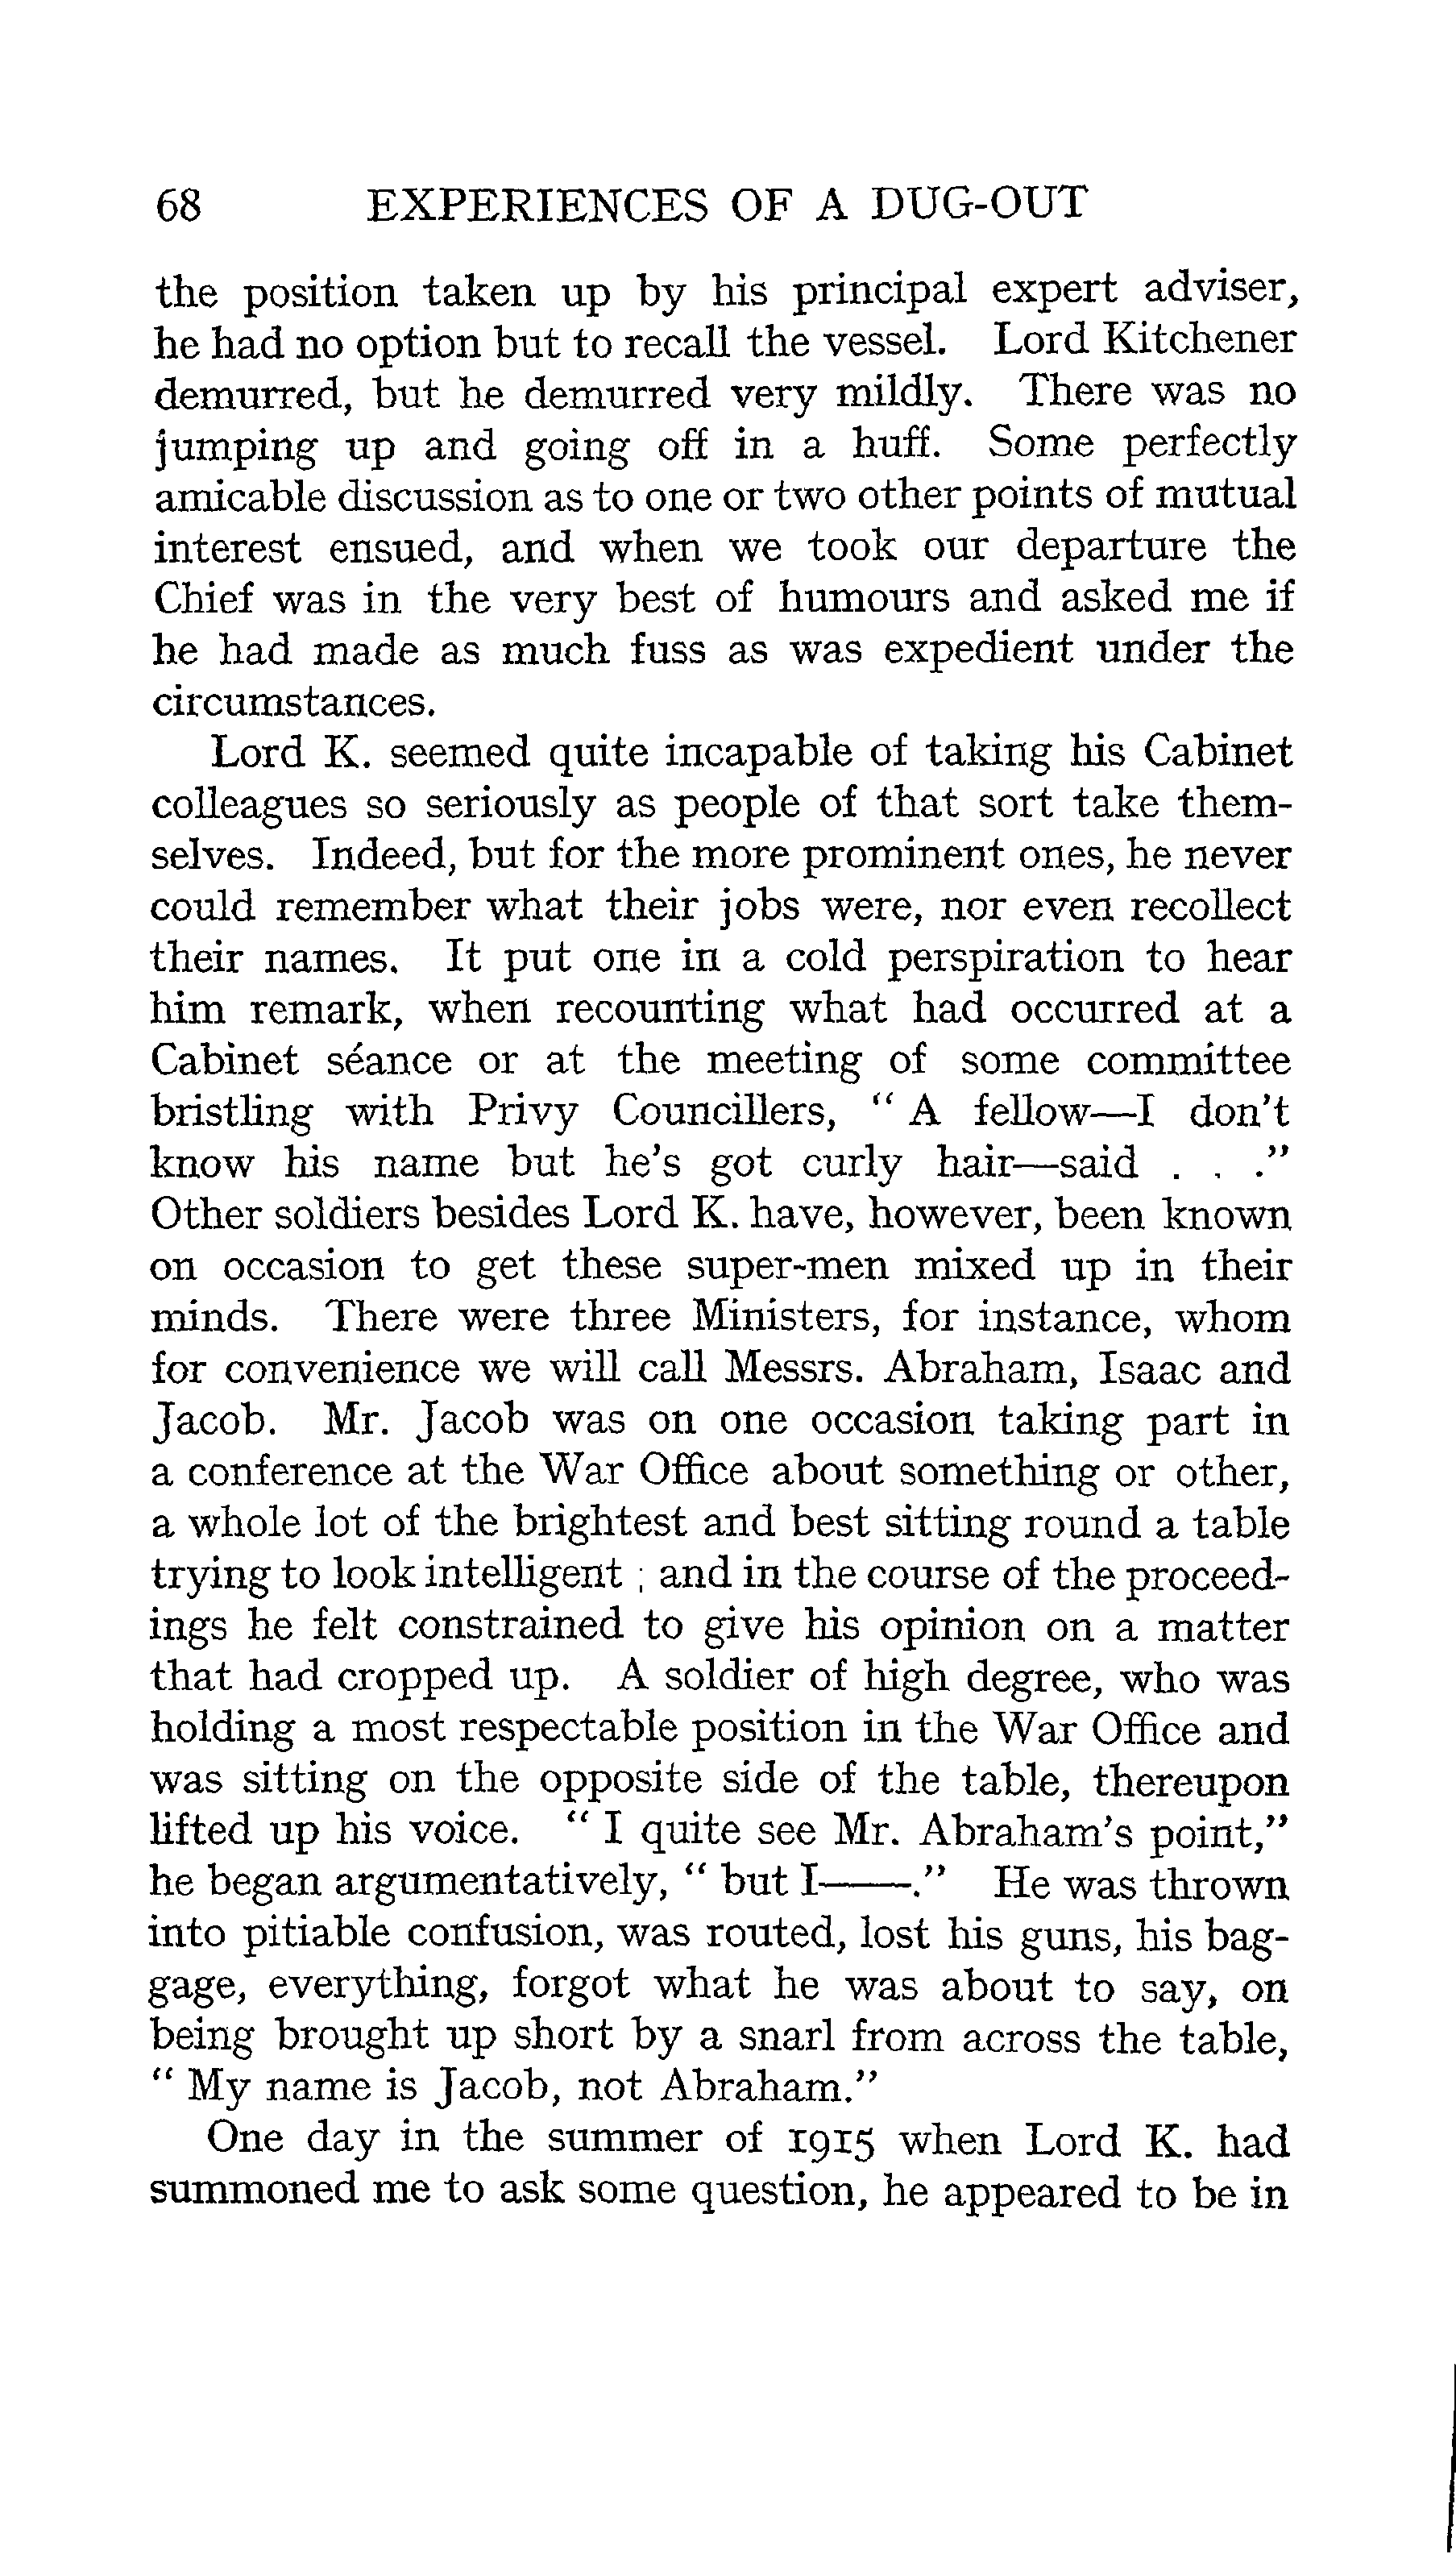 68 EXPERIENCES OF A DUG-OUT
the position taken up by his principal expert adviser,
he had no option but to recall the vessel. Lord Kitchener
demurred, but he demurred very mildly. There was no
jumping up and going off in a huff. Some perfectly
amicable discussion as to one or two other points of mutual
interest ensued, and when we took our departure the
Chief was in the very best of humours and asked me if
he had made as much fuss as was expedient under the
circumstances.
Lord K. seemed quite incapable of taking his Cabinet
colleagues so seriously as people of that sort take them-
selves. Indeed, but for the more prominent ones, he never
could remember what their jobs were, nor even recollect
their names. It put one in a cold perspiration to hear
him remark, when recounting what had occurred at a
Cabinet séance or at the meeting of some committee
bristling with Privy Councillers, " A fellow—I don't
know his name but he's got curly hair—said . . ."
Other soldiers besides Lord K. have, however, been known
on occasion to get these super-men mixed up in their
minds. There were three Ministers, for instance, whom
for convenience we will call Messrs. Abraham, Isaac and
Jacob. Mr. Jacob was on one occasion taking part in
a conference at the War Office about something or other,
a whole lot of the brightest and best sitting round a table
trying to look intelligent ; and in the course of the proceed-
ings he felt constrained to give his opinion on a matter
that had cropped up. A soldier of high degree, who was
holding a most respectable position in the War Office and
was sitting on the opposite side of the table, thereupon
lifted up his voice. " I quite see Mr. Abraham's point,"
he began argumentatively, " but I——." He was thrown
into pitiable confusion, was routed, lost his guns, his bag-
gage, everything, forgot what he was about to say, on
being brought up short by a snarl from across the table,
" My name is Jacob, not Abraham."
One day in the summer of 1915 when Lord K. had
summoned me to ask some question, he appeared to be in